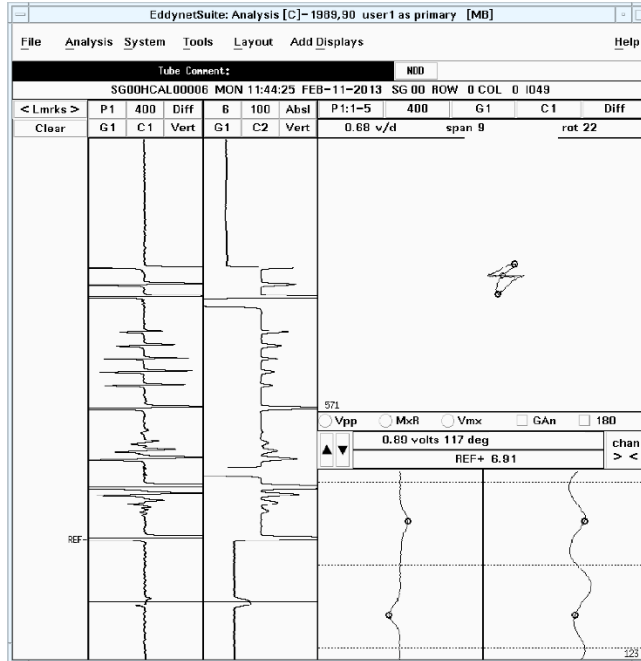 EddynetSuite: Analysis [C]-1989,90 user1 as primary [MB]
File Analysis System Tools Layout Add Displays Help
Tube Comment: NDD
SG00HCAL00006 MON 11:44:25 FEB-11-2013 SG 00 ROW 0 COL 0 I049
< Lmrks > P1 400 Diff 6 100 Absl P1:1-5 400 G1 C1 Diff
Clear G1 C1 Vert G1 C2 Vert 0.68 v/d span 9 rot 22
571
Vpp MxR Vmx GAn 180
0.89 volts 117 deg chan
REF+ 6.91 > <
REF-
123